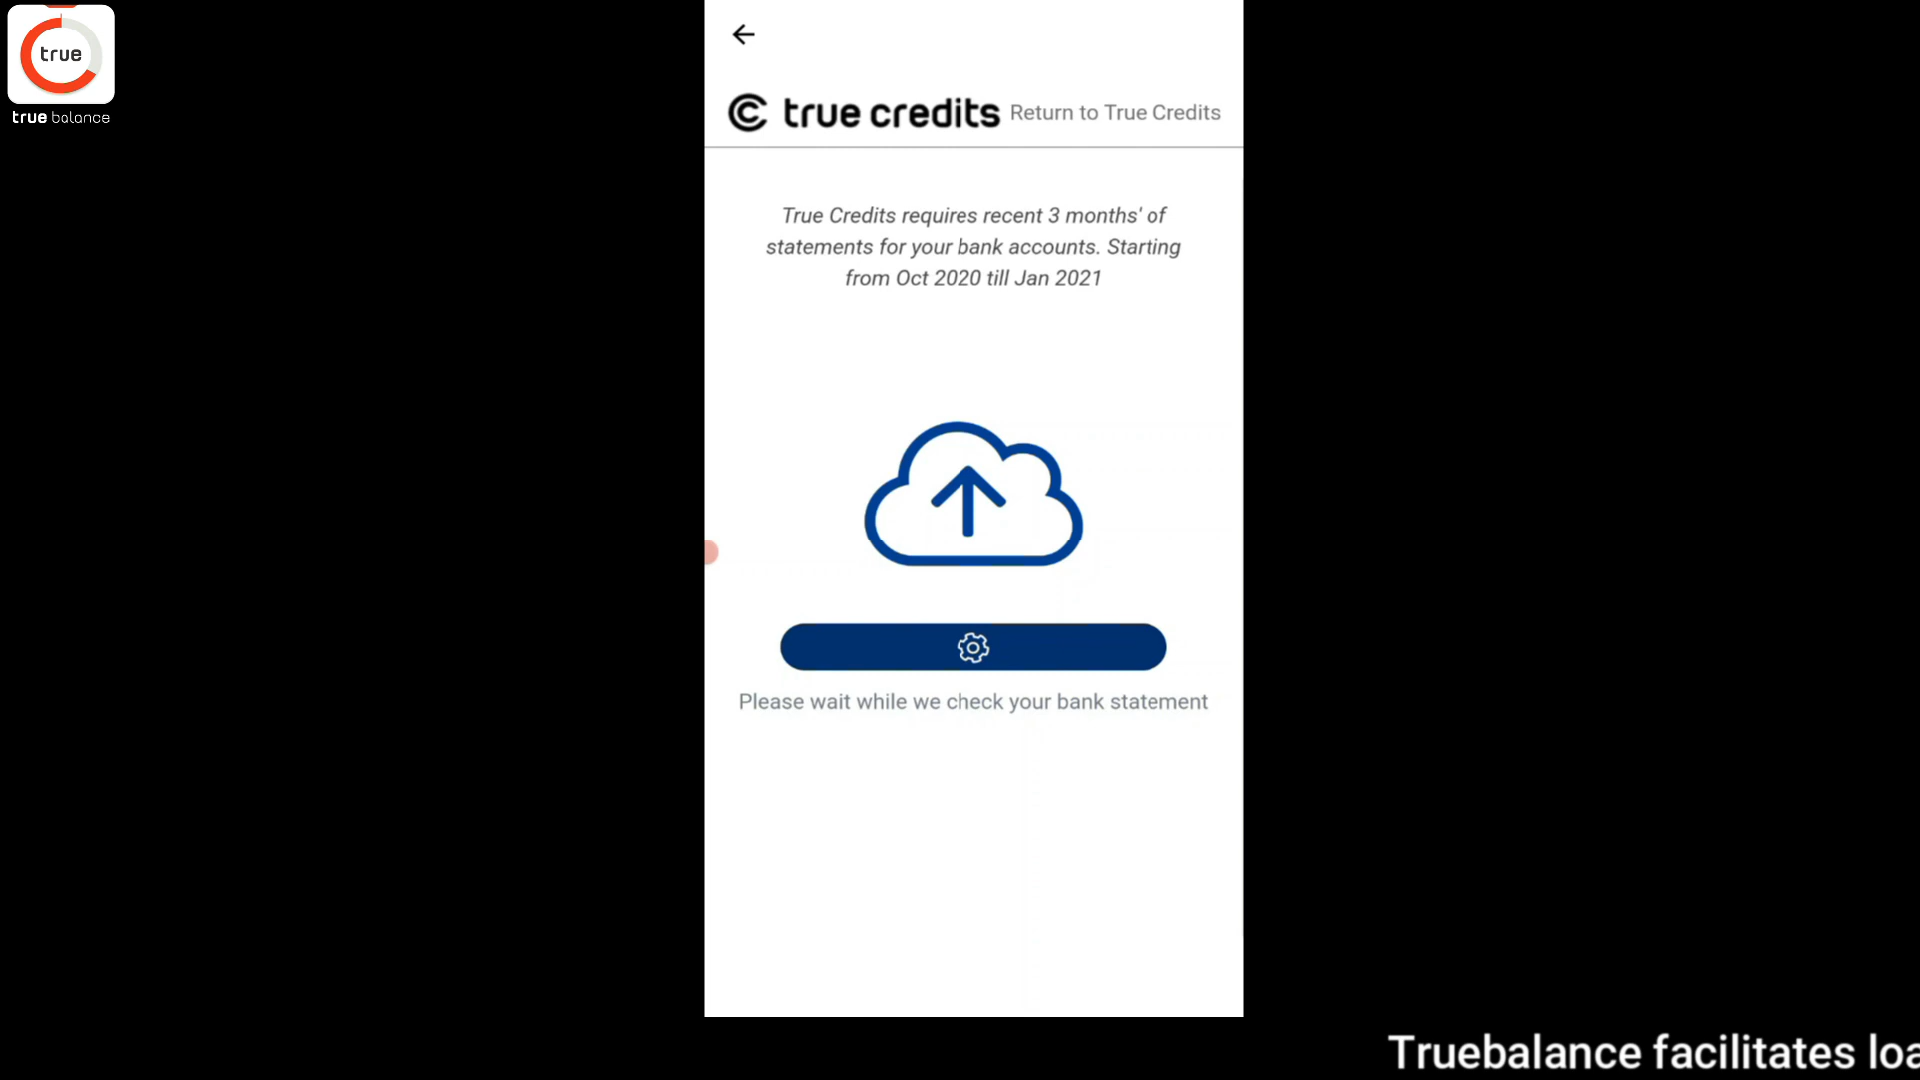 true
true balance
true credits Return to True Credits
True Credits requires recent 3 months' of
statements for your bank accounts. Starting
from Oct 2020 till Jan 2021
Please wait while we check your bank statement
Truebalance facilitates loa